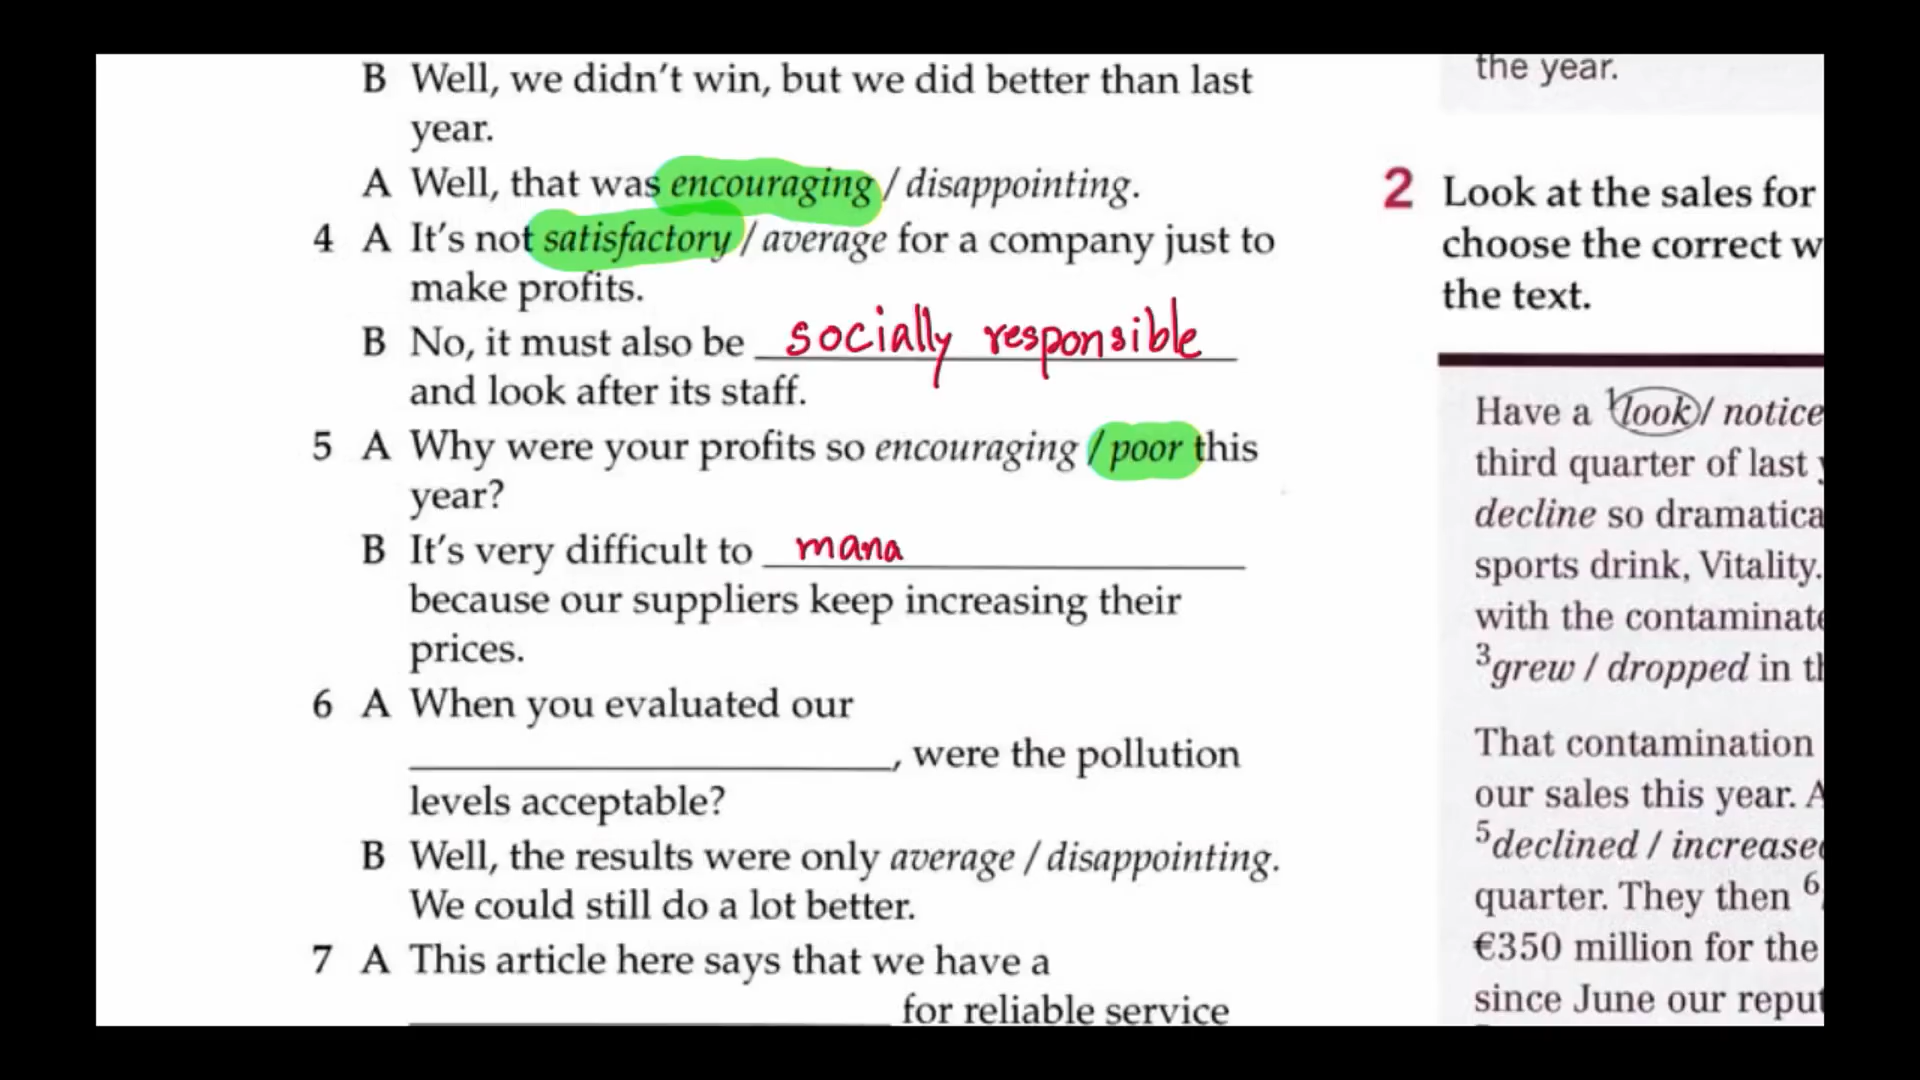 B Well, we didn't win, but we did better than last
year.
A Well, that was encouraging / disappointing.
4 A It's not satisfactory / average for a company just to
make profits.
B No, it must also be socially responsible
and look after its staff.
5 A Why were your profits so encouraging / poor this
year?
B It's very difficult to mana
because our suppliers keep increasing their
prices.
6 A When you evaluated our
, were the pollution
levels acceptable?
B Well, the results were only average / disappointing.
We could still do a lot better.
7 A This article here says that we have a
for reliable service
the year.
2 Look at the sales for
choose the correct w
the text.
Have a 1look / notice
third quarter of last
decline so dramatica
sports drink, Vitality.
with the contaminate
3grew / dropped in th
That contamination
our sales this year. A
5declined / increased
quarter. They then 6
€350 million for the
since June our reput